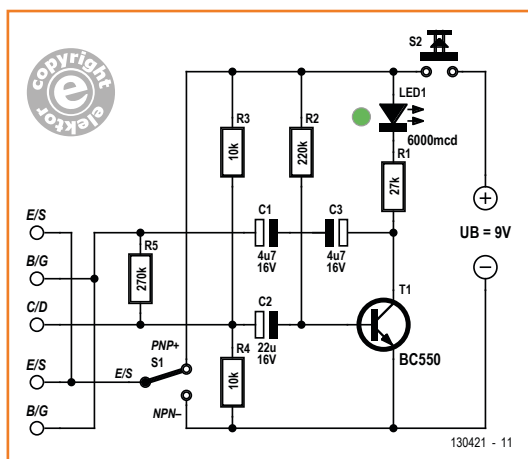 copyright
e
elektor
S2
LED1
6000mcd
R3
10k
R2
220k
R1
27k
E/S
B/G
C/D
E/S
B/G
R5
270k
C1
4u7
16V
C3
4u7
16V
+
UB = 9V
−
C2
22u
16V
T1
BC550
PNP+
S1
E/S
NPN–
R4
10k
130421 - 11